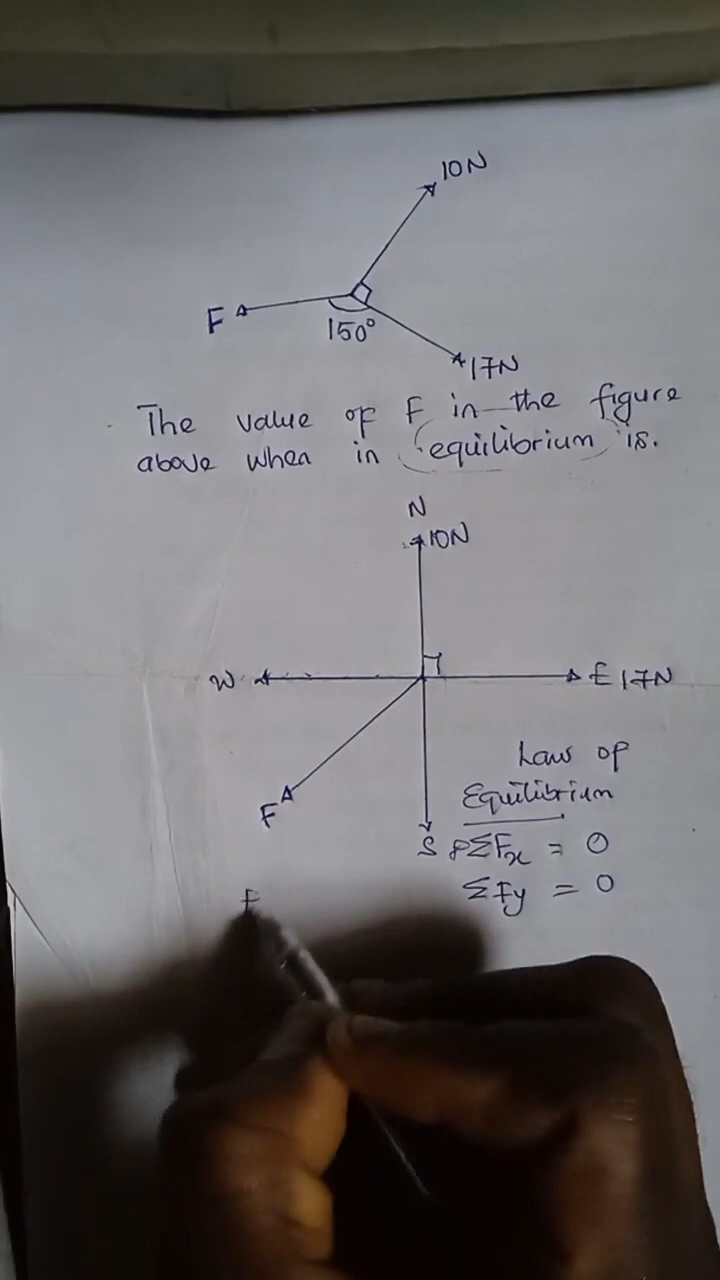 10N
F
150°
17N
The value of F in the figure
above when in equilibrium is.
N
10N
W
E 17N
F
S
Law of
Equilibrium
ΣFx = 0
ΣFy = 0
F